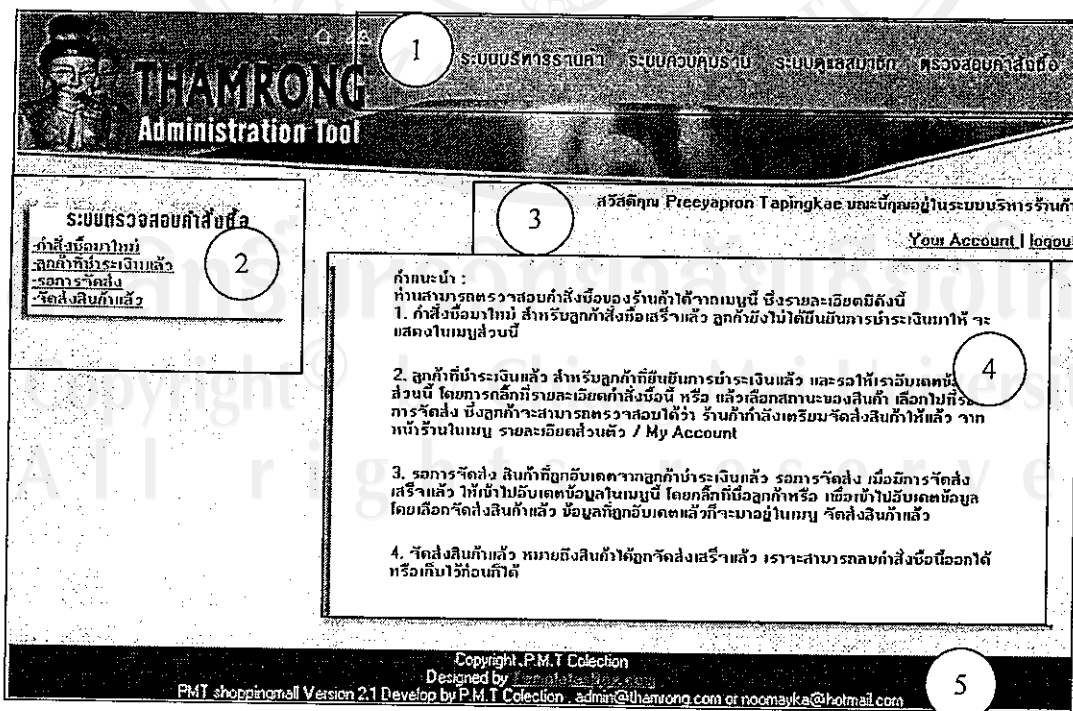 1
ระบบบริหารร้านค้า ระบบควบคุมร้าน ระบบดูแลสมาชิก ตรวจสอบคำสั่งซื้อ
THAMRONG
Administration Tool
3
สวัสดีคุณ Preeyapron Tapingkae ขณะนี้คุณอยู่ในระบบบริหารร้านค้า
Your Account | logout
ระบบตรวจสอบคำสั่งซื้อ
-คำสั่งซื้อมาใหม่
-ลูกค้าที่ชำระเงินแล้ว
-รอการจัดส่ง
-จัดส่งสินค้าแล้ว
2
คำแนะนำ :
ท่านสามารถตรวจสอบคำสั่งซื้อของร้านค้าได้จากเมนูนี้ ซึ่งรายละเอียดมีดังนี้
1. คำสั่งซื้อมาใหม่ สำหรับลูกค้าสั่งซื้อเสร็จแล้ว ลูกค้ายังไม่ได้ยืนยันการชำระเงินมาให้ จะ
แสดงในเมนูส่วนนี้
2. ลูกค้าที่ชำระเงินแล้ว สำหรับลูกค้าที่ยืนยันการชำระเงินแล้ว และรอให้เราอัพเดท
4
ส่วนนี้ โดยการคลิ๊กที่รายละเอียดคำสั่งซื้อนี้ หรือ แล้วเลือกสถานะของสินค้า เลือกไปที่
การจัดส่ง ซึ่งลูกค้าจะสามารถตรวจสอบได้ว่า ร้านค้ากำลังเตรียมจัดส่งสินค้าให้แล้ว จาก
หน้าร้านในเมนู รายละเอียดส่วนตัว / My Account
3. รอการจัดส่ง สินค้าที่ถูกอัพเดทจากลูกค้าชำระเงินแล้ว รอการจัดส่ง เมื่อมีการจัดส่ง
เสร็จแล้ว ให้เข้าไปอัพเดทข้อมูลในเมนูนี้ โดยคลิ๊กที่ชื่อลูกค้าหรือ เพื่อเข้าไปอัพเดทข้อมูล
โดยเลือกจัดส่งสินค้าแล้ว ข้อมูลที่ถูกอัพเดทแล้วก็จะมาอยู่ในเมนู จัดส่งสินค้าแล้ว
4. จัดส่งสินค้าแล้ว หมายถึงสินค้าได้ถูกจัดส่งเสร็จแล้ว เราจะสามารถลบคำสั่งซื้อนี้ออกได้
หรือเก็บไว้ก่อนก็ได้
Copyright © by Chiang Mai University
All rights reserve
Copyright .P.M.T Colection
Designed by
PMT shoppingmall Version 2.1 Develop by P.M.T Colection . admin@thamrong.com or noomayka@hotmail.com
5